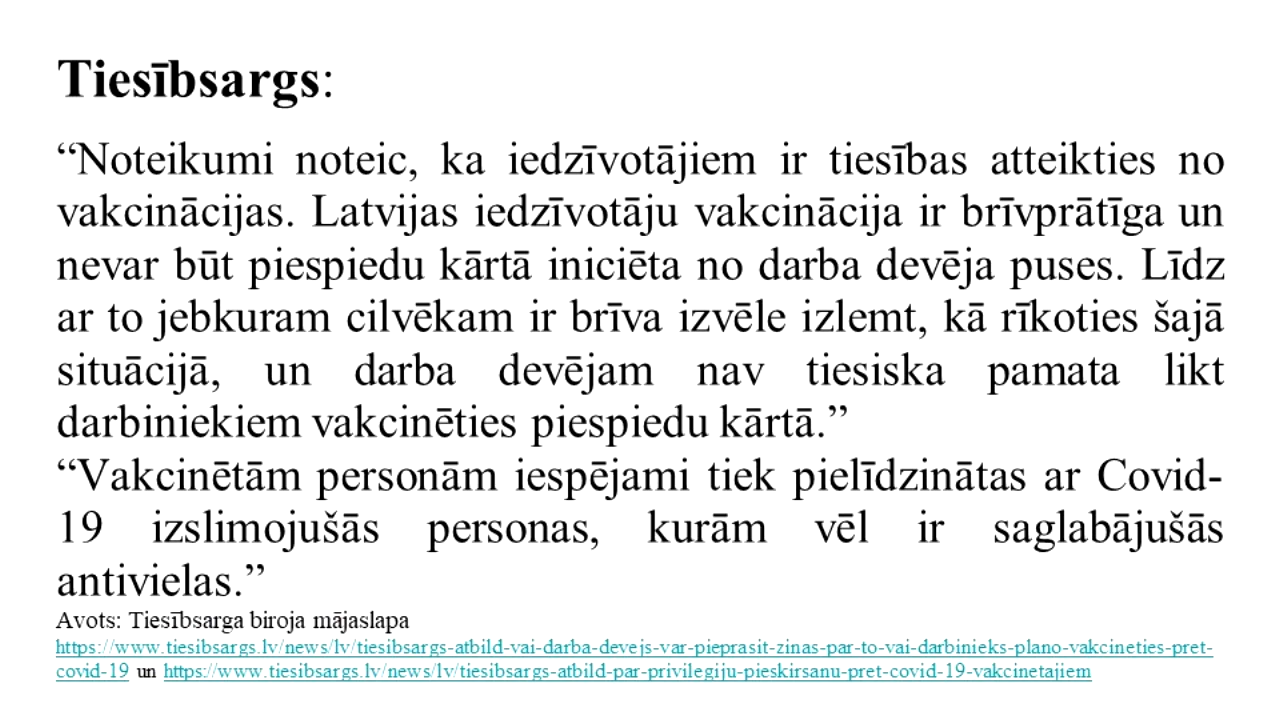 Tiesībsargs:
“Noteikumi noteic, ka iedzīvotājiem ir tiesības atteikties no
vakcinācijas. Latvijas iedzīvotāju vakcinācija ir brīvprātīga un
nevar būt piespiedu kārtā iniciēta no darba devēja puses. Līdz
ar to jebkuram cilvēkam ir brīva izvēle izlemt, kā rīkoties šajā
situācijā, un darba devējam nav tiesiska pamata likt
darbiniekiem vakcinēties piespiedu kārtā.”
“Vakcinētām personām iespējami tiek pielīdzinātas ar Covid-
19 izslimojušās personas, kurām vēl ir saglabājušās
antivielas.”
Avots: Tiesībsarga biroja mājaslapa
https://www.tiesibsargs.lv/news/lv/tiesibsargs-atbild-vai-darba-devejs-var-pieprasit-zinas-par-to-vai-darbinieks-plano-vakcineties-pret-
covid-19 un https://www.tiesibsargs.lv/news/lv/tiesibsargs-atbild-par-privilegiju-pieskirsanu-pret-covid-19-vakcinetajiem